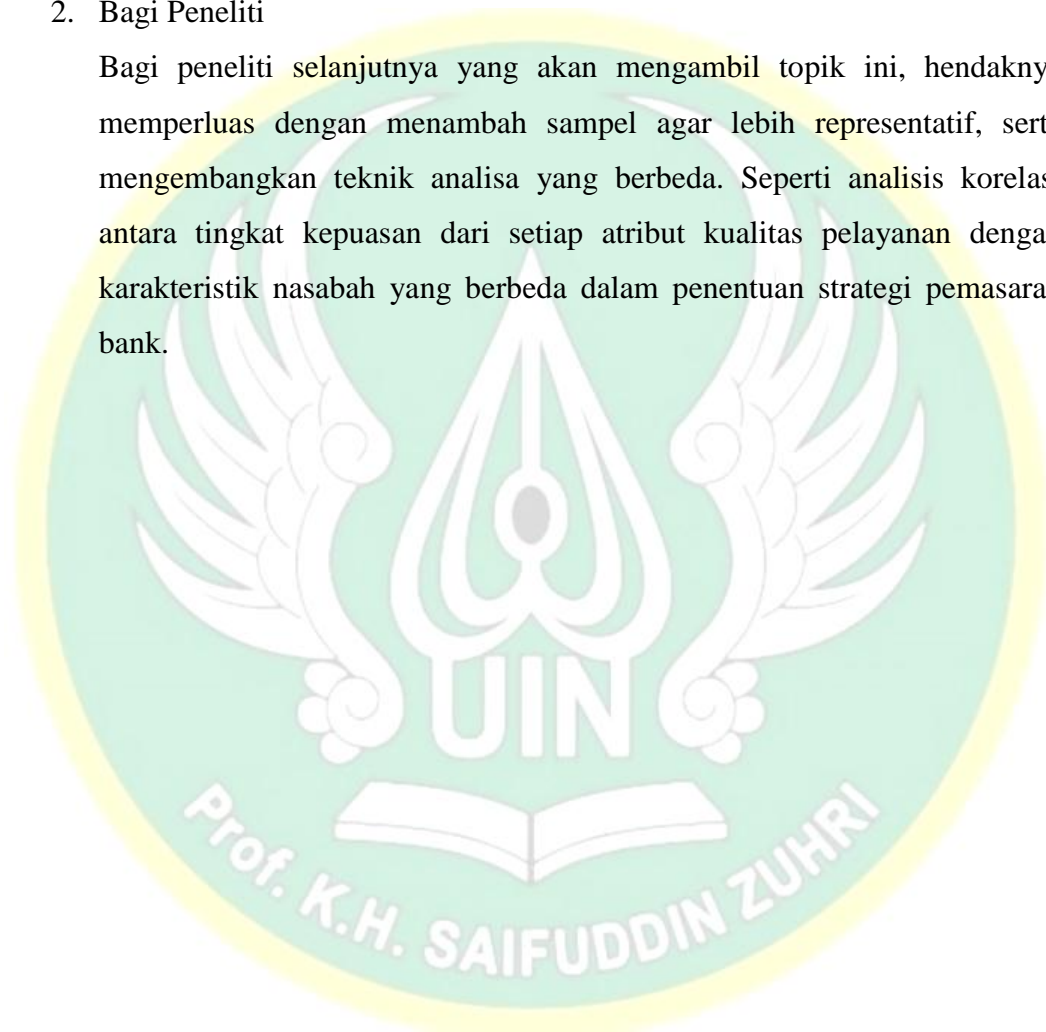 2. Bagi Peneliti
Bagi peneliti selanjutnya yang akan mengambil topik ini, hendakny
memperluas dengan menambah sampel agar lebih representatif, sert
mengembangkan teknik analisa yang berbeda. Seperti analisis korelas
antara tingkat kepuasan dari setiap atribut kualitas pelayanan denga
karakteristik nasabah yang berbeda dalam penentuan strategi pemasara
bank.
UIN
Prof. K.H. SAIFUDDIN ZUHRI